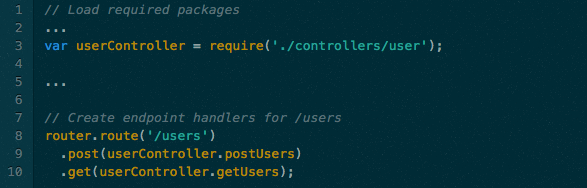 1 // Load required packages
2 ...
3 var userController = require('./controllers/user');
4
5 ...
6
7 // Create endpoint handlers for /users
8 router.route('/users')
9   .post(userController.postUsers)
10   .get(userController.getUsers);